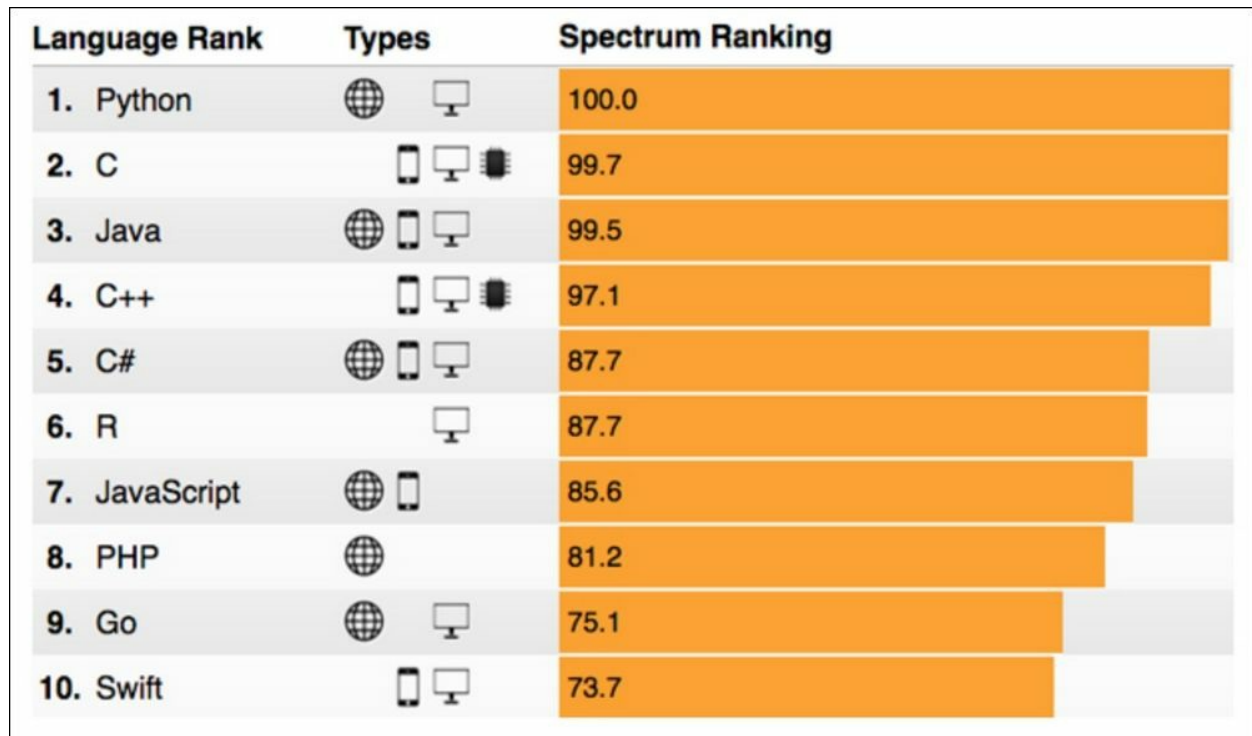 Language Rank Types Spectrum Ranking
1. Python 100.0
2. C 99.7
3. Java 99.5
4. C++ 97.1
5. C# 87.7
6. R 87.7
7. JavaScript 85.6
8. PHP 81.2
9. Go 75.1
10. Swift 73.7